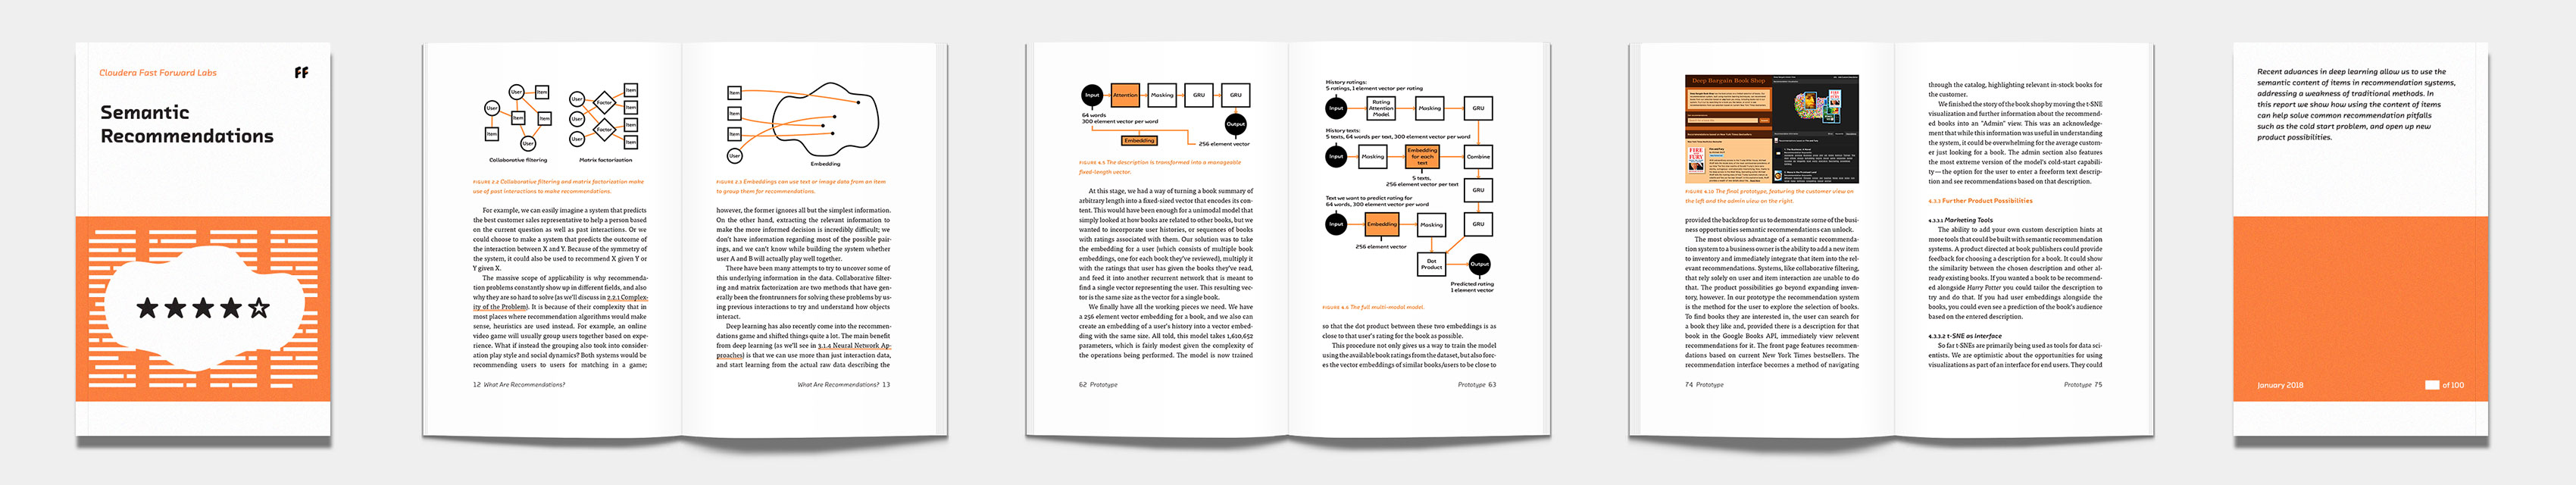 Cloudera Fast Forward Labs
FF
Semantic
Recommendations
User
Item
User
Item
Item
Item
User
Collaborative filtering
User
User
User
Factor
Factor
Item
Item
Item
Item
Matrix factorization
FIGURE 2.2 Collaborative filtering and matrix factorization make
use of past interactions to make recommendations.
For example, we can easily imagine a system that predicts
the best customer sales representative to help a person based
on the current question as well as past interactions. Or we
could choose to make a system that predicts the outcome of
the interaction between X and Y. Because of the symmetry of
the system, it could also be used to recommend X given Y or
Y given X.
The massive scope of applicability is why recommenda-
tion problems constantly show up in different fields, and also
why they are so hard to solve (as we'll discuss in 2.2.1 Complex-
ity of the Problem). It is because of their complexity that in
most places where recommendation algorithms would make
sense, heuristics are used instead. For example, an online
video game will usually group users together based on expe-
rience. What if instead the grouping also took into consider-
ation play style and social dynamics? Both systems would be
recommending users to users for matching in a game;
12 What Are Recommendations?
Item
Item
Item
User
Embedding
FIGURE 2.3 Embeddings can use text or image data from an item
to group them for recommendations.
however, the former ignores all but the simplest information.
On the other hand, extracting the relevant information to
make the more informed decision is incredibly difficult; we
don't have information regarding most of the possible pair-
ings, and we can't know while building the system whether
user A and B will actually play well together.
There have been many attempts to try to uncover some of
this underlying information in the data. Collaborative filter-
ing and matrix factorization are two methods that have gen-
erally been the frontrunners for solving these problems by us-
ing previous interactions to try and understand how objects
interact.
Deep learning has also recently come into the recommen-
dations game and shifted things quite a lot. The main benefit
from deep learning (as we'll see in 3.1.4 Neural Network Ap-
proaches) is that we can use more than just interaction data,
and start learning from the actual raw data describing the
What Are Recommendations? 13
Input
Attention
Masking
GRU
GRU
64 words
300 element vector per word
Output
Embedding
256 element vector
FIGURE 4.5 The description is transformed into a manageable
fixed-length vector.
At this stage, we had a way of turning a book summary of
arbitrary length into a fixed-sized vector that encodes its con-
tent. This would have been enough for a unimodal model that
simply looked at how books are related to other books, but we
wanted to incorporate user histories, or sequences of books
with ratings associated with them. Our solution was to take
the embedding for a user (which consists of multiple book
embeddings, one for each book they've reviewed), multiply it
with the ratings that user has given the books they've read,
and feed it into another recurrent network that is meant to
find a single vector representing the user. This resulting vec-
tor is the same size as the vector for a single book.
We finally have all the working pieces we need. We have
a 256 element vector embedding for a book, and we also can
create an embedding of a user's history into a vector embed-
ding with the same size. All told, this model takes 1,610,652
parameters, which is fairly modest given the complexity of
the operations being performed. The model is now trained
62 Prototype
History ratings:
5 ratings, 1 element vector per rating
Input
Rating
Attention
Model
Masking
GRU
History texts:
5 texts, 64 words per text, 300 element vector per word
Input
Masking
Embedding
for each
text
Combine
5 texts,
256 element vector per text
GRU
Text we want to predict rating for
64 words, 300 element vector per word
Input
Embedding
Masking
GRU
256 element vector
Dot
Product
Output
Predicted rating
1 element vector
FIGURE 4.6 The full multi-modal model.
so that the dot product between these two embeddings is as
close to that user's rating for the book as possible.
This procedure not only gives us a way to train the model
using the available book ratings from the dataset, but also forc-
es the vector embeddings of similar books/users to be close to
Prototype 63
Deep Bargain Book Shop
FIRE
AND
FURY
FIGURE 4.10 The final prototype, featuring the customer view on
the left and the admin view on the right.
provided the backdrop for us to demonstrate some of the busi-
ness opportunities semantic recommendations can unlock.
The most obvious advantage of a semantic recommenda-
tion system to a business owner is the ability to add a new item
to inventory and immediately integrate that item into the rel-
evant recommendations. Systems, like collaborative filtering,
that rely solely on user and item interaction are unable to do
that. The product possibilities go beyond expanding inven-
tory, however. In our prototype the recommendation system
is the method for the user to explore the selection of books.
To find books they are interested in, the user can search for
a book they like and, provided there is a description for that
book in the Google Books API, immediately view relevent
recommendations for it. The front page features recommen-
dations based on current New York Times bestsellers. The
recommendation interface becomes a method of navigating
74 Prototype
through the catalog, highlighting relevant in-stock books for
the customer.
We finished the story of the book shop by moving the t-SNE
visualization and further information about the recommend-
ed books into an "Admin" view. This was an acknowledge-
ment that while this information was useful in understanding
the system, it could be overwhelming for the average custom-
er just looking for a book. The admin section also features
the most extreme version of the model's cold-start capabili-
ty — the option for the user to enter a freeform text descrip-
tion and see recommendations based on that description.
4.3.3 Further Product Possibilities
4.3.3.1 Marketing Tools
The ability to add your own custom description hints at
more tools that could be built with semantic recommendation
systems. A product directed at book publishers could provide
feedback for choosing a description for a book. It could show
the similarity between the chosen description and other al-
ready existing books. If you wanted a book to be recommend-
ed alongside Harry Potter you could tailor the description to
try and do that. If you had user embeddings alongside the
books, you could even see a prediction of the book's audience
based on the entered description.
4.3.3.2 t-SNE as Interface
So far t-SNEs are primarily being used as tools for data sci-
entists. We are optimistic about the opportunities for using
visualizations as part of an interface for end users. They could
Prototype 75
Recent advances in deep learning allow us to use the
semantic content of items in recommendation systems,
addressing a weakness of traditional methods. In
this report we show how using the content of items
can help solve common recommendation pitfalls
such as the cold start problem, and open up new
product possibilities.
January 2018
of 100